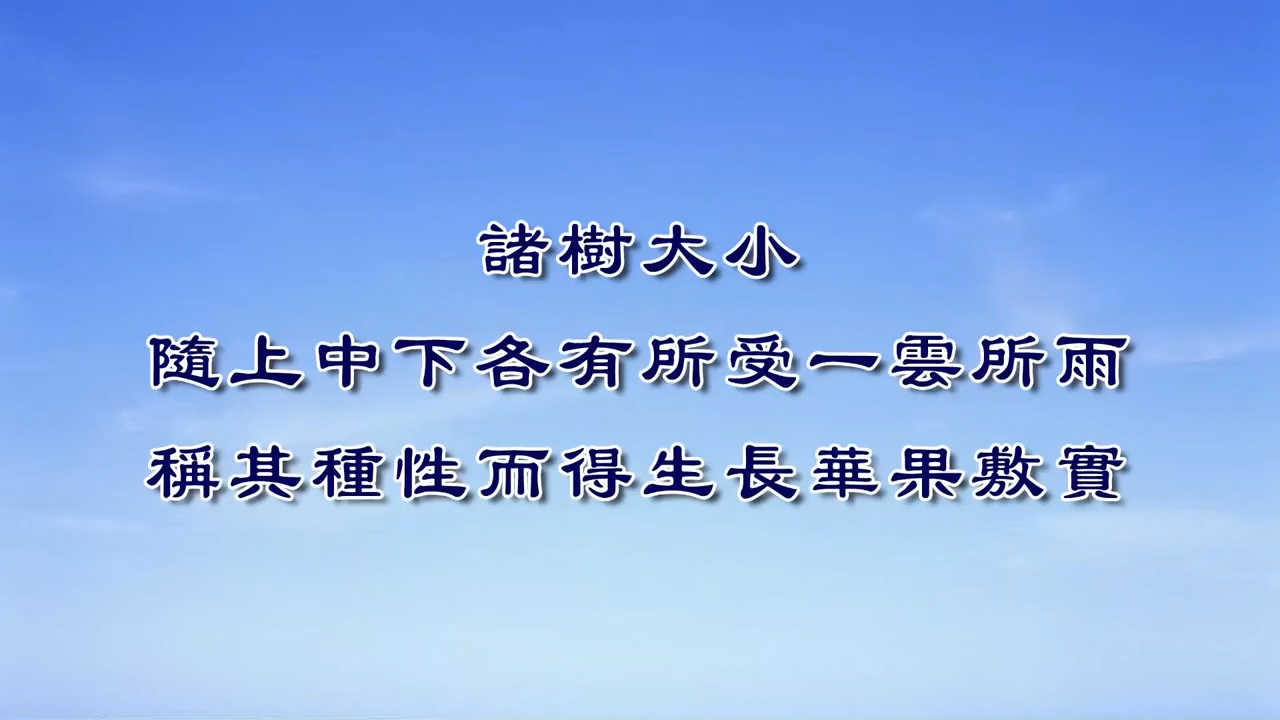 諸樹大小
隨上中下各有所受一雲所雨
稱其種性而得生長華果敷實